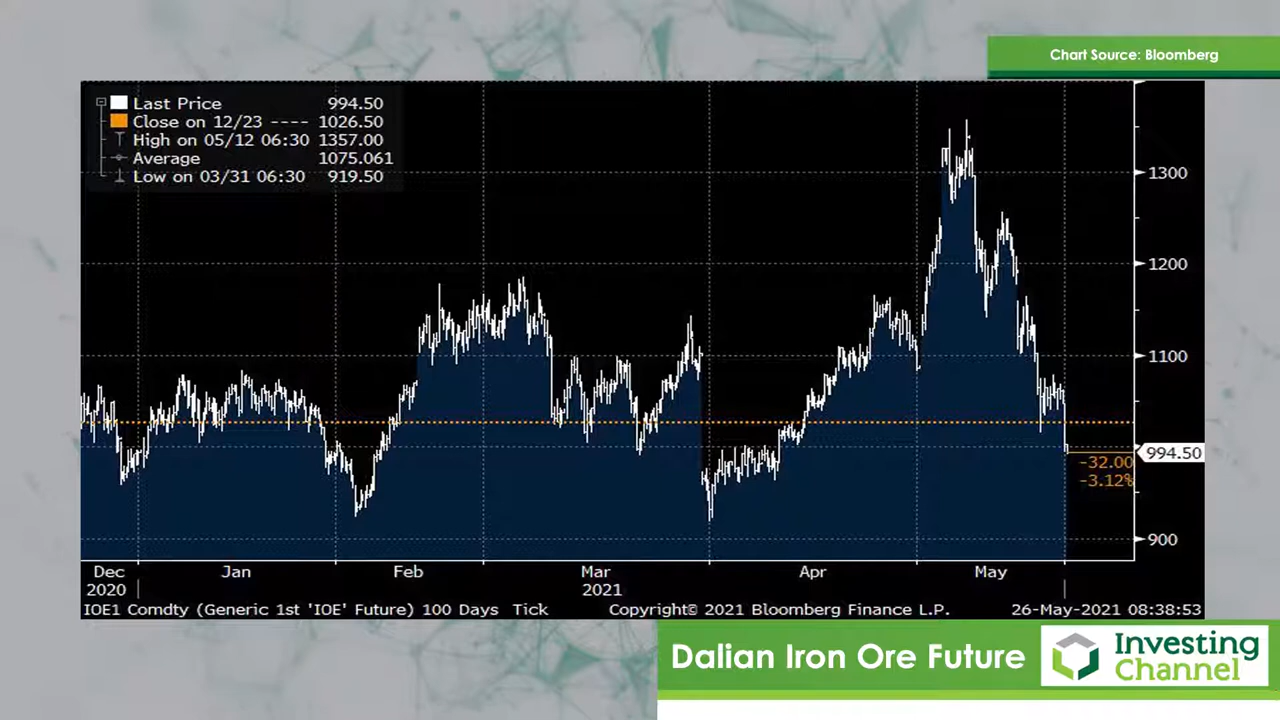 Chart Source: Bloomberg
Last Price 994.50
Close on 12/23 ---- 1026.50
High on 05/12 06:30 1357.00
Average 1075.061
Low on 03/31 06:30 919.50
1300
1200
1100
994.50
-32.00
-3.12%
900
Dec Jan Feb Mar Apr May
2020 2021
IOE1 Comdty (Generic 1st 'IOE' Future) 100 Days Tick Copyright© 2021 Bloomberg Finance L.P. 26-May-2021 08:38:53
Dalian Iron Ore Future
Investing
Channel